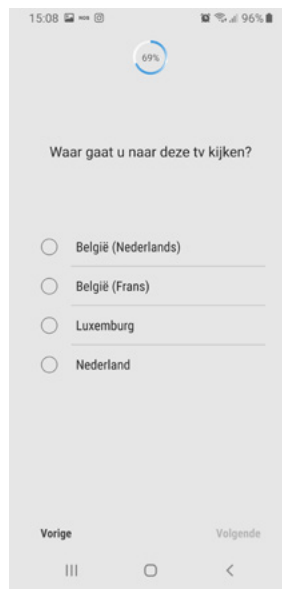 15:08 96%
69%
Waar gaat u naar deze tv kijken?
België (Nederlands)
België (Frans)
Luxemburg
Nederland
Vorige Volgende